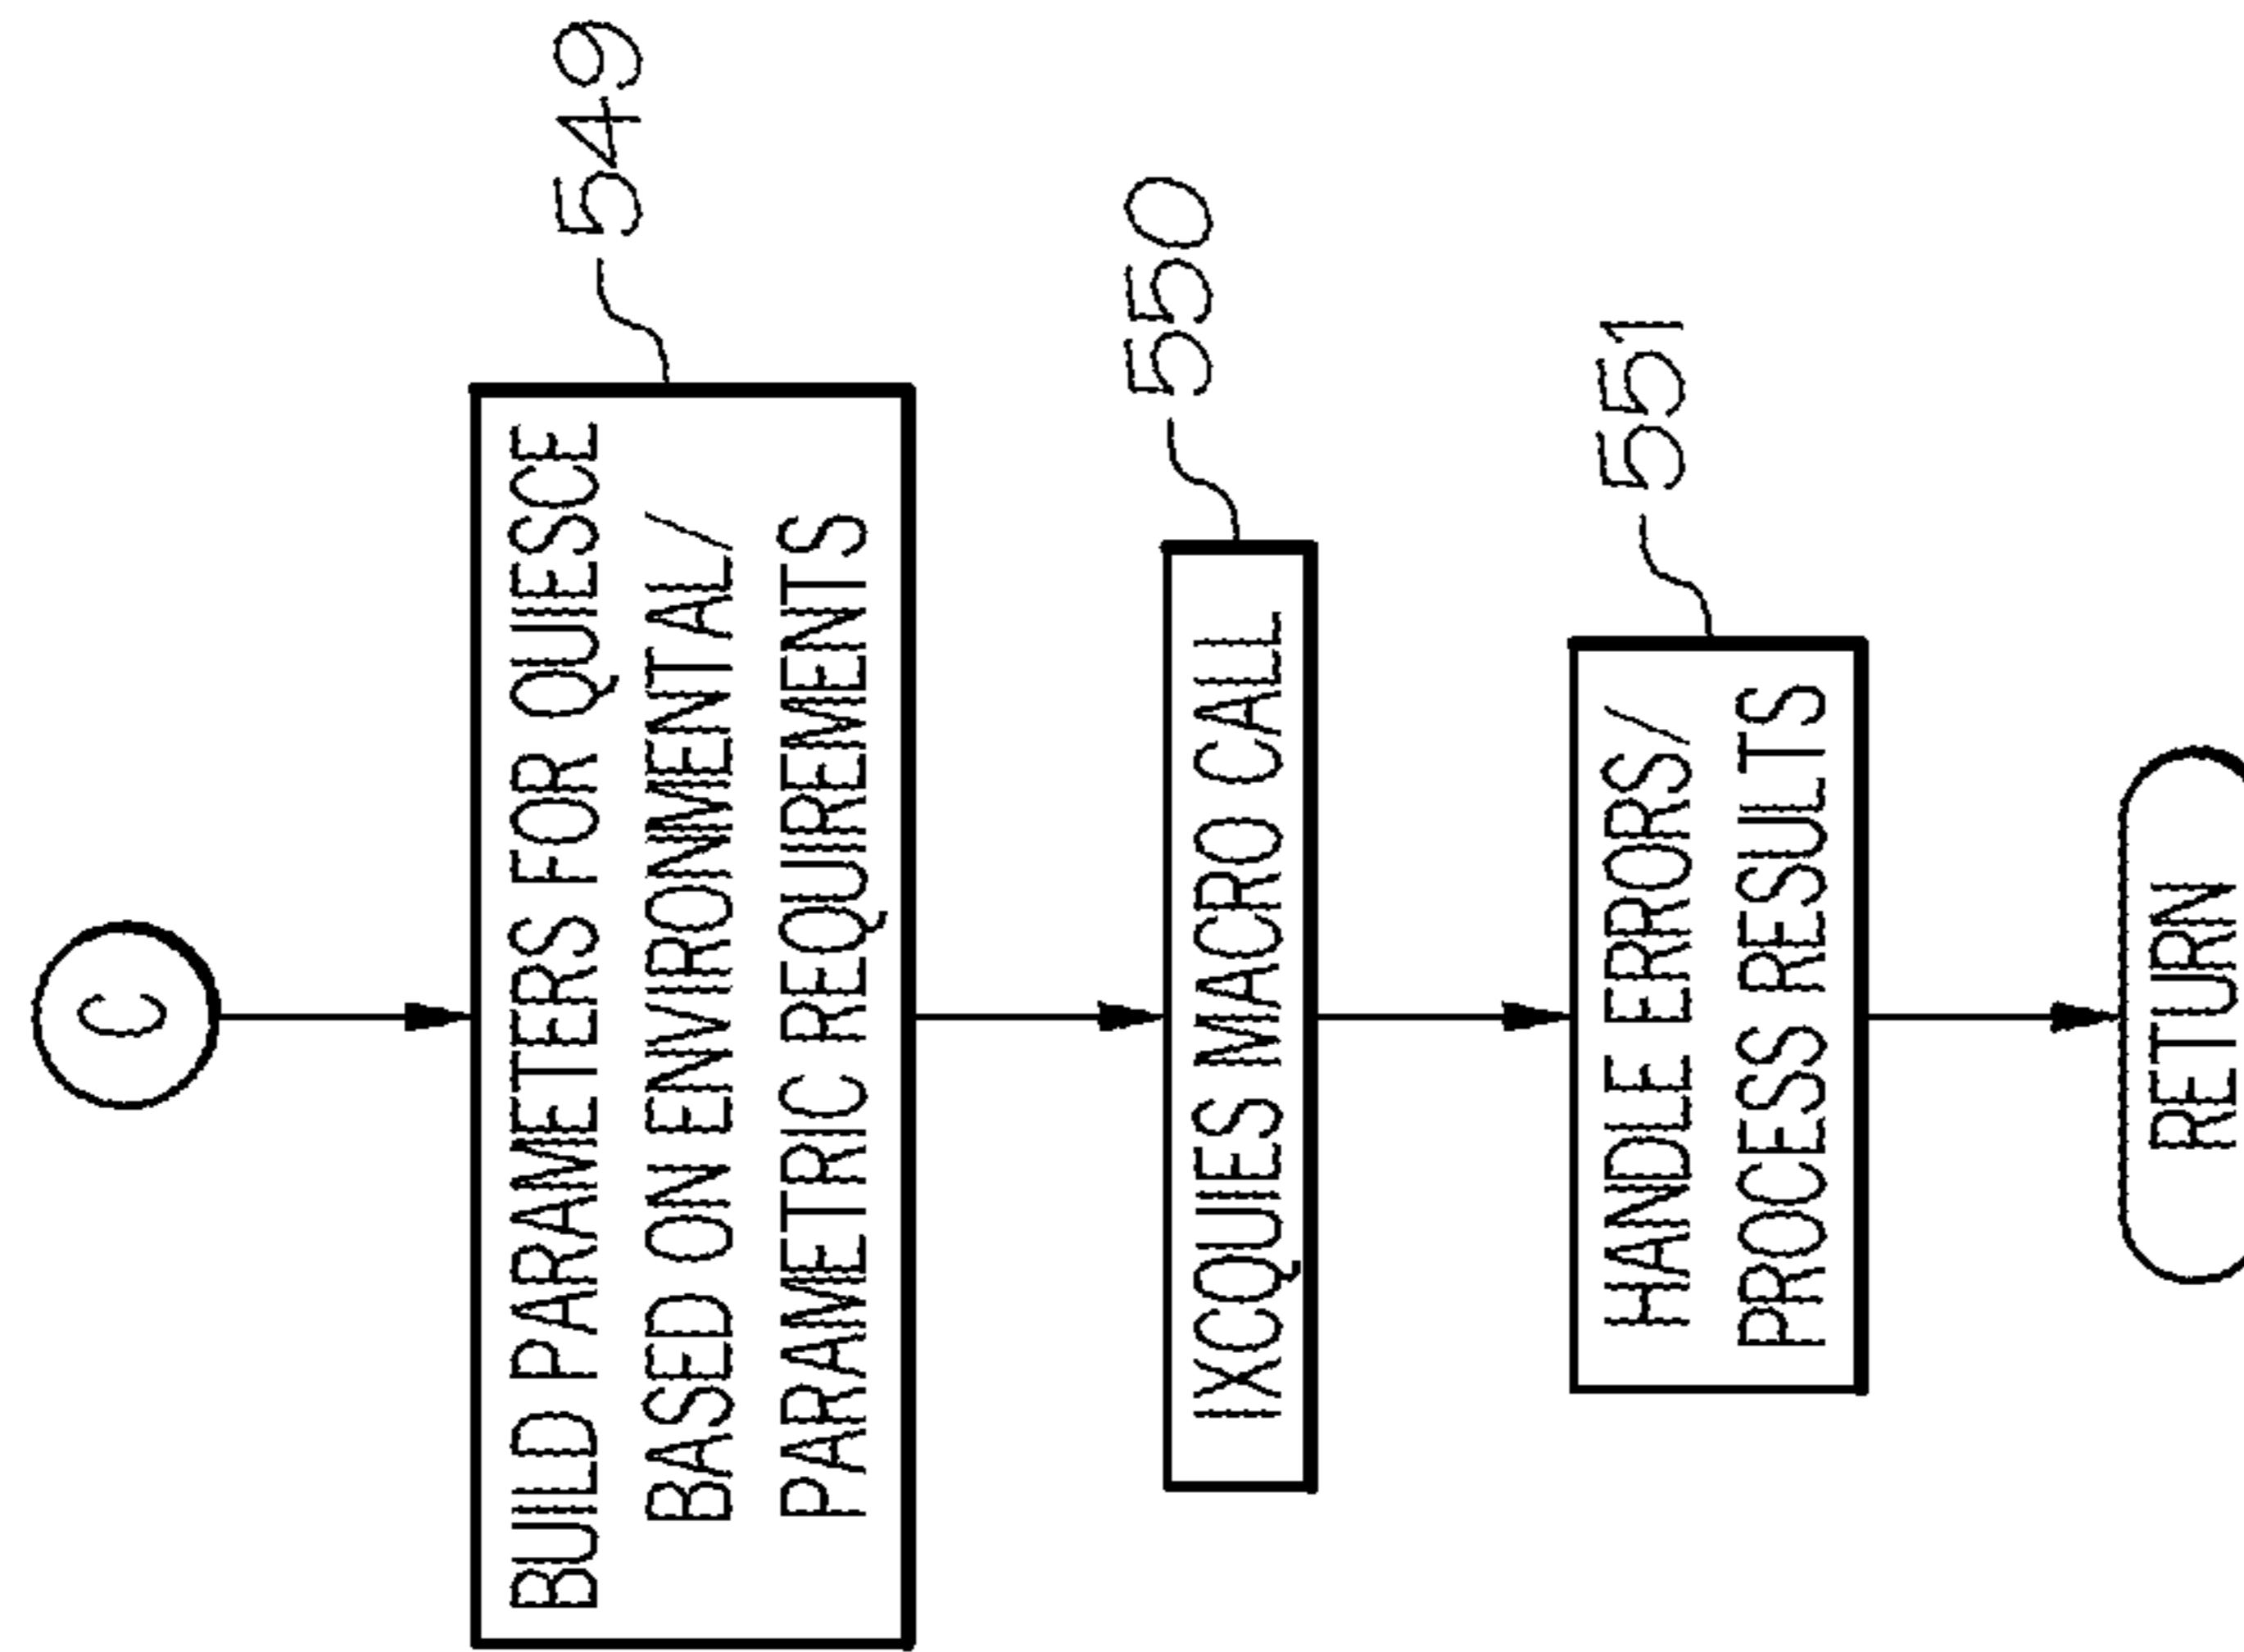 C
549
BUILD PARAMETERS FOR QUIESCE
BASED ON ENVIRONMENTAL/
PARAMETRIC REQUIREMENTS
550
IXCQUIES MACRO CALL
551
HANDLE ERRORS/
PROCESS RESULTS
RETURN